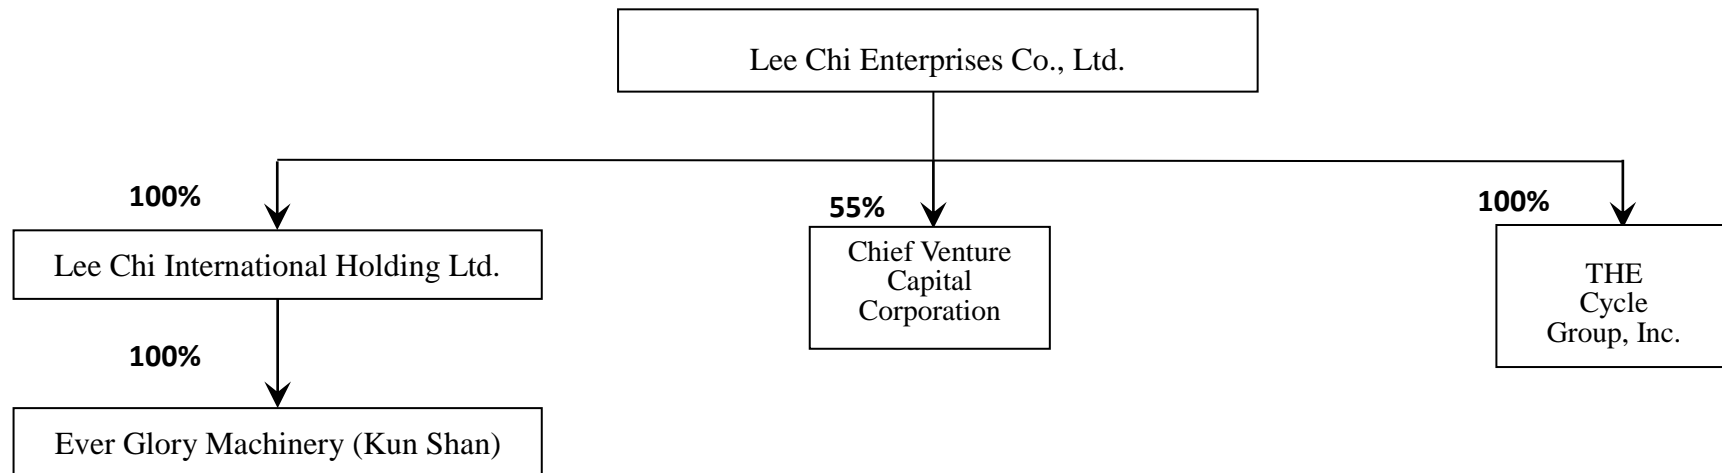 Lee Chi Enterprises Co., Ltd.
100%
55%
100%
Lee Chi International Holding Ltd.
Chief Venture
Capital
Corporation
THE
Cycle
Group, Inc.
100%
Ever Glory Machinery (Kun Shan)